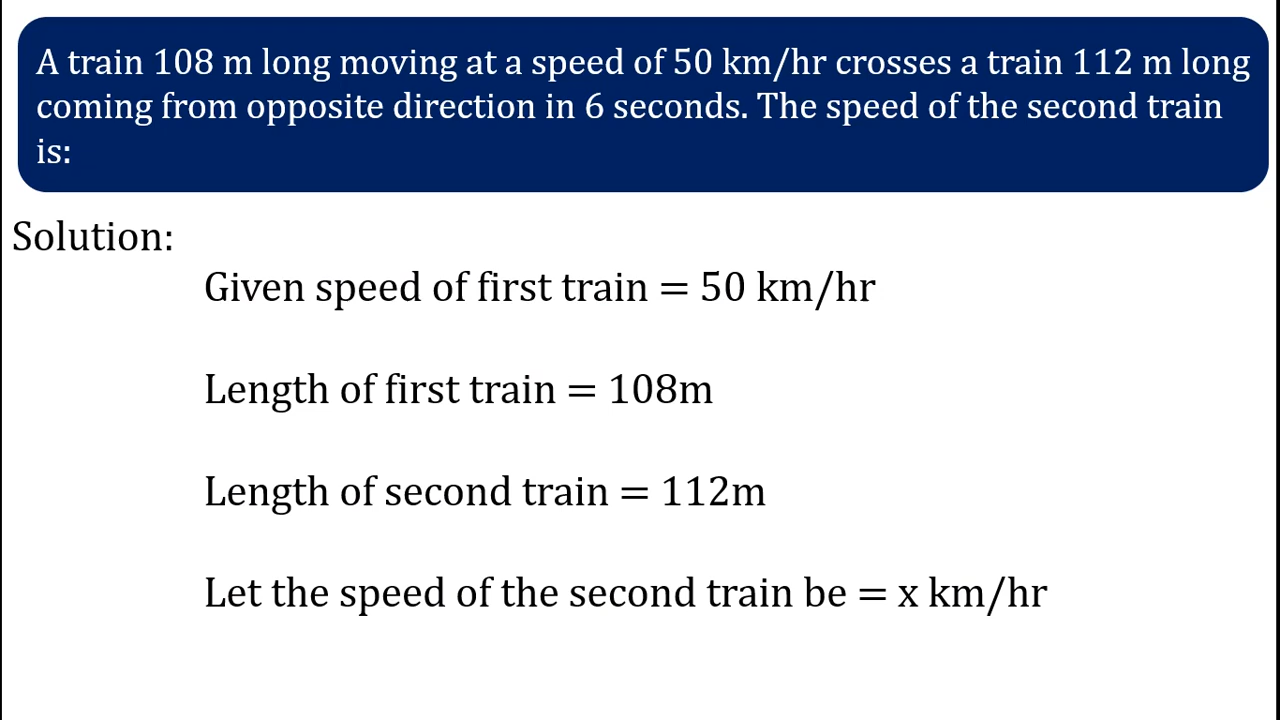 A train 108 m long moving at a speed of 50 km/hr crosses a train 112 m long
coming from opposite direction in 6 seconds. The speed of the second train
is:
Solution:
Given speed of first train = 50 km/hr
Length of first train = 108m
Length of second train = 112m
Let the speed of the second train be = x km/hr